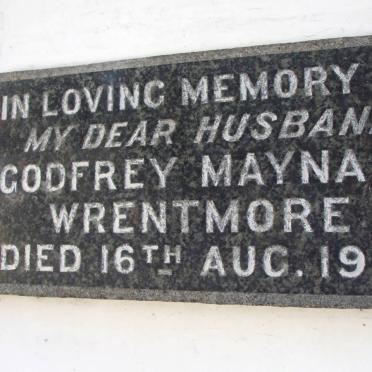 IN LOVING MEMORY
MY DEAR HUSBAN
GODFREY MAYNA
WRENTMORE
DIED 16TH AUG. 19